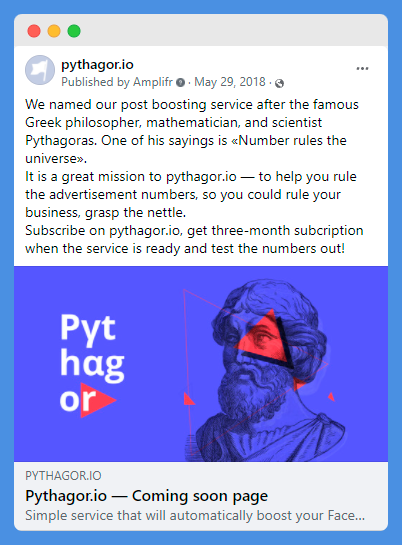 pythagor.io
Published by Amplifr · May 29, 2018 ·
We named our post boosting service after the famous
Greek philosopher, mathematician, and scientist
Pythagoras. One of his sayings is «Number rules the
universe».
It is a great mission to pythagor.io — to help you rule
the advertisement numbers, so you could rule your
business, grasp the nettle.
Subscribe on pythagor.io, get three-month subcription
when the service is ready and test the numbers out!
Pyt
hag
or
PYTHAGOR.IO
Pythagor.io — Coming soon page
Simple service that will automatically boost your Face...